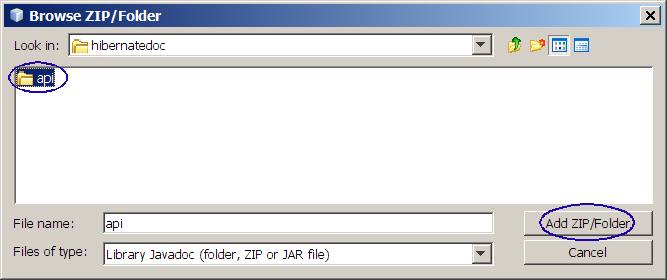 Browse ZIP/Folder
Look in: hibernatedoc
api
File name: api
Add ZIP/Folder
Files of type: Library Javadoc (folder, ZIP or JAR file)
Cancel